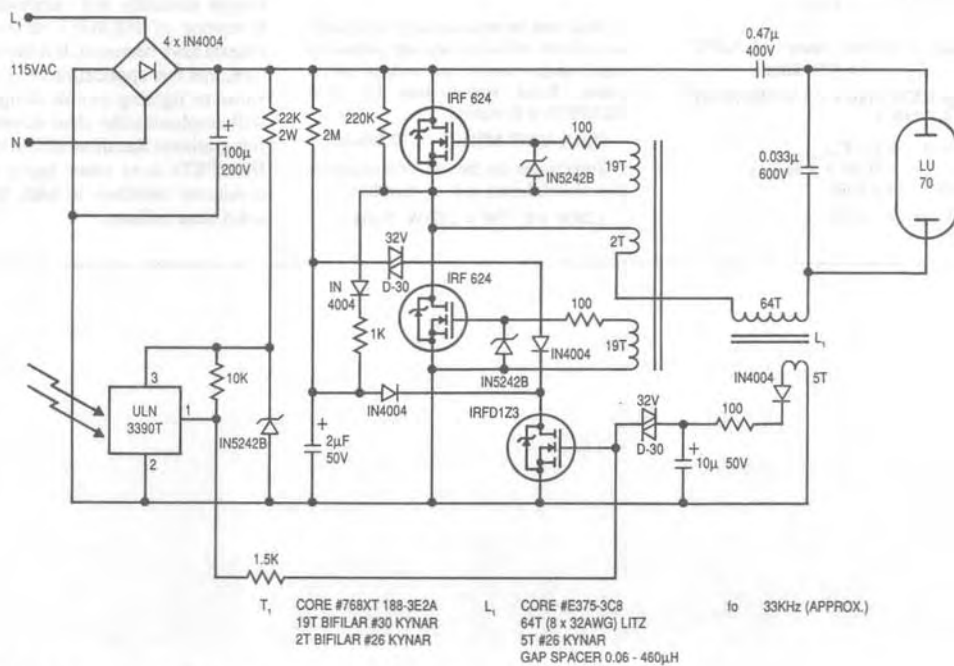 L₁
4 x IN4004
115VAC
N
+
100µ
200V
22K
2W
2M
220K
IRF 624
100
19T
IN5242B
0.47µ
400V
0.033µ
600V
LU
70
32V
D-30
IN
4004
1K
IRF 624
2T
100
19T
IN5242B
IN4004
64T
L₁
5T
IN4004
3
ULN
3390T
1
2
10K
IN5242B
IN4004
+
2µF
50V
IRFD1Z3
32V
D-30
100
+
10µ 50V
1.5K
T₁ CORE #768XT 188-3E2A
19T BIFILAR #30 KYNAR
2T BIFILAR #26 KYNAR
L₁ CORE #E375-3C8
64T (8 x 32AWG) LITZ
5T #26 KYNAR
GAP SPACER 0.06 - 460µH
fo 33KHz (APPROX.)